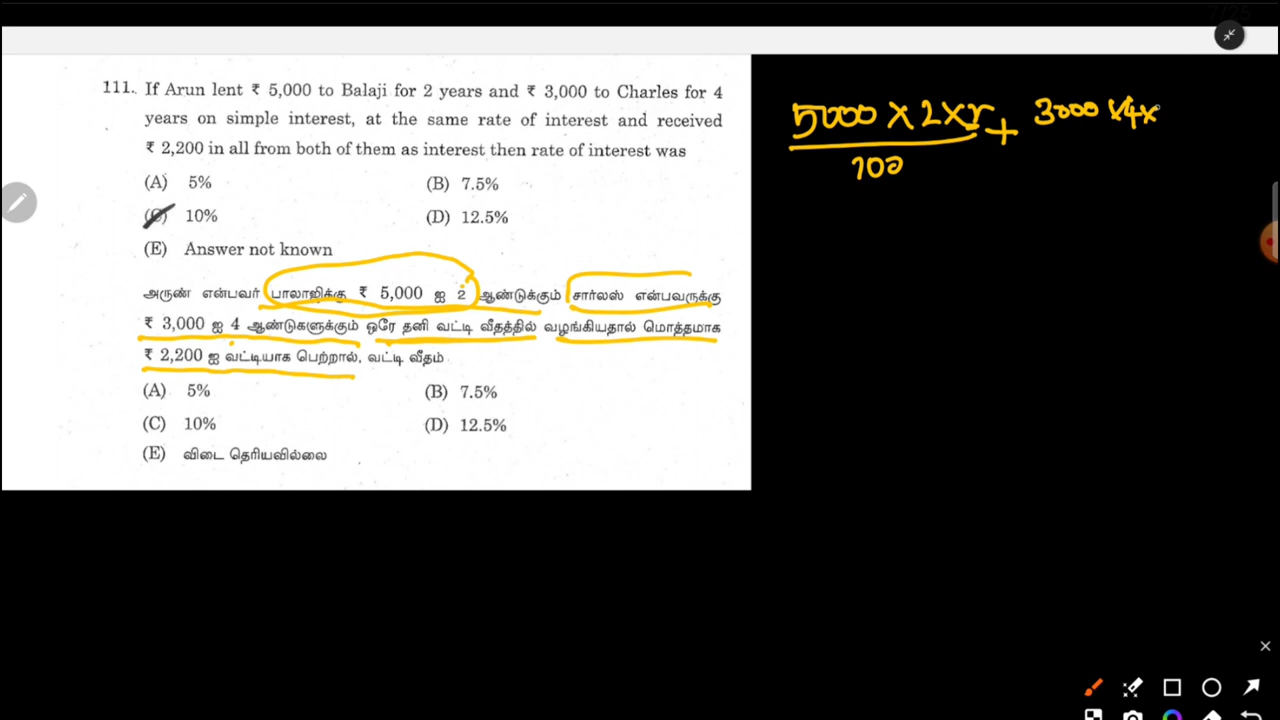 7/25
111. If Arun lent ₹ 5,000 to Balaji for 2 years and ₹ 3,000 to Charles for 4
years on simple interest, at the same rate of interest and received
₹ 2,200 in all from both of them as interest then rate of interest was
(A) 5%
(B) 7.5%
(C) 10%
(D) 12.5%
(E) Answer not known
அருண் என்பவர் பாலாஜிக்கு ₹ 5,000 ஐ 2 ஆண்டுக்கும் சார்லஸ் என்பவருக்கு
₹ 3,000 ஐ 4 ஆண்டுகளுக்கும் ஒரே தனி வட்டி வீதத்தில் வழங்கியதால் மொத்தமாக
₹ 2,200 ஐ வட்டியாக பெற்றால், வட்டி வீதம்
(A) 5%
(B) 7.5%
(C) 10%
(D) 12.5%
(E) விடை தெரியவில்லை
5000 × 2 × r + 3000 × 4 ×
100